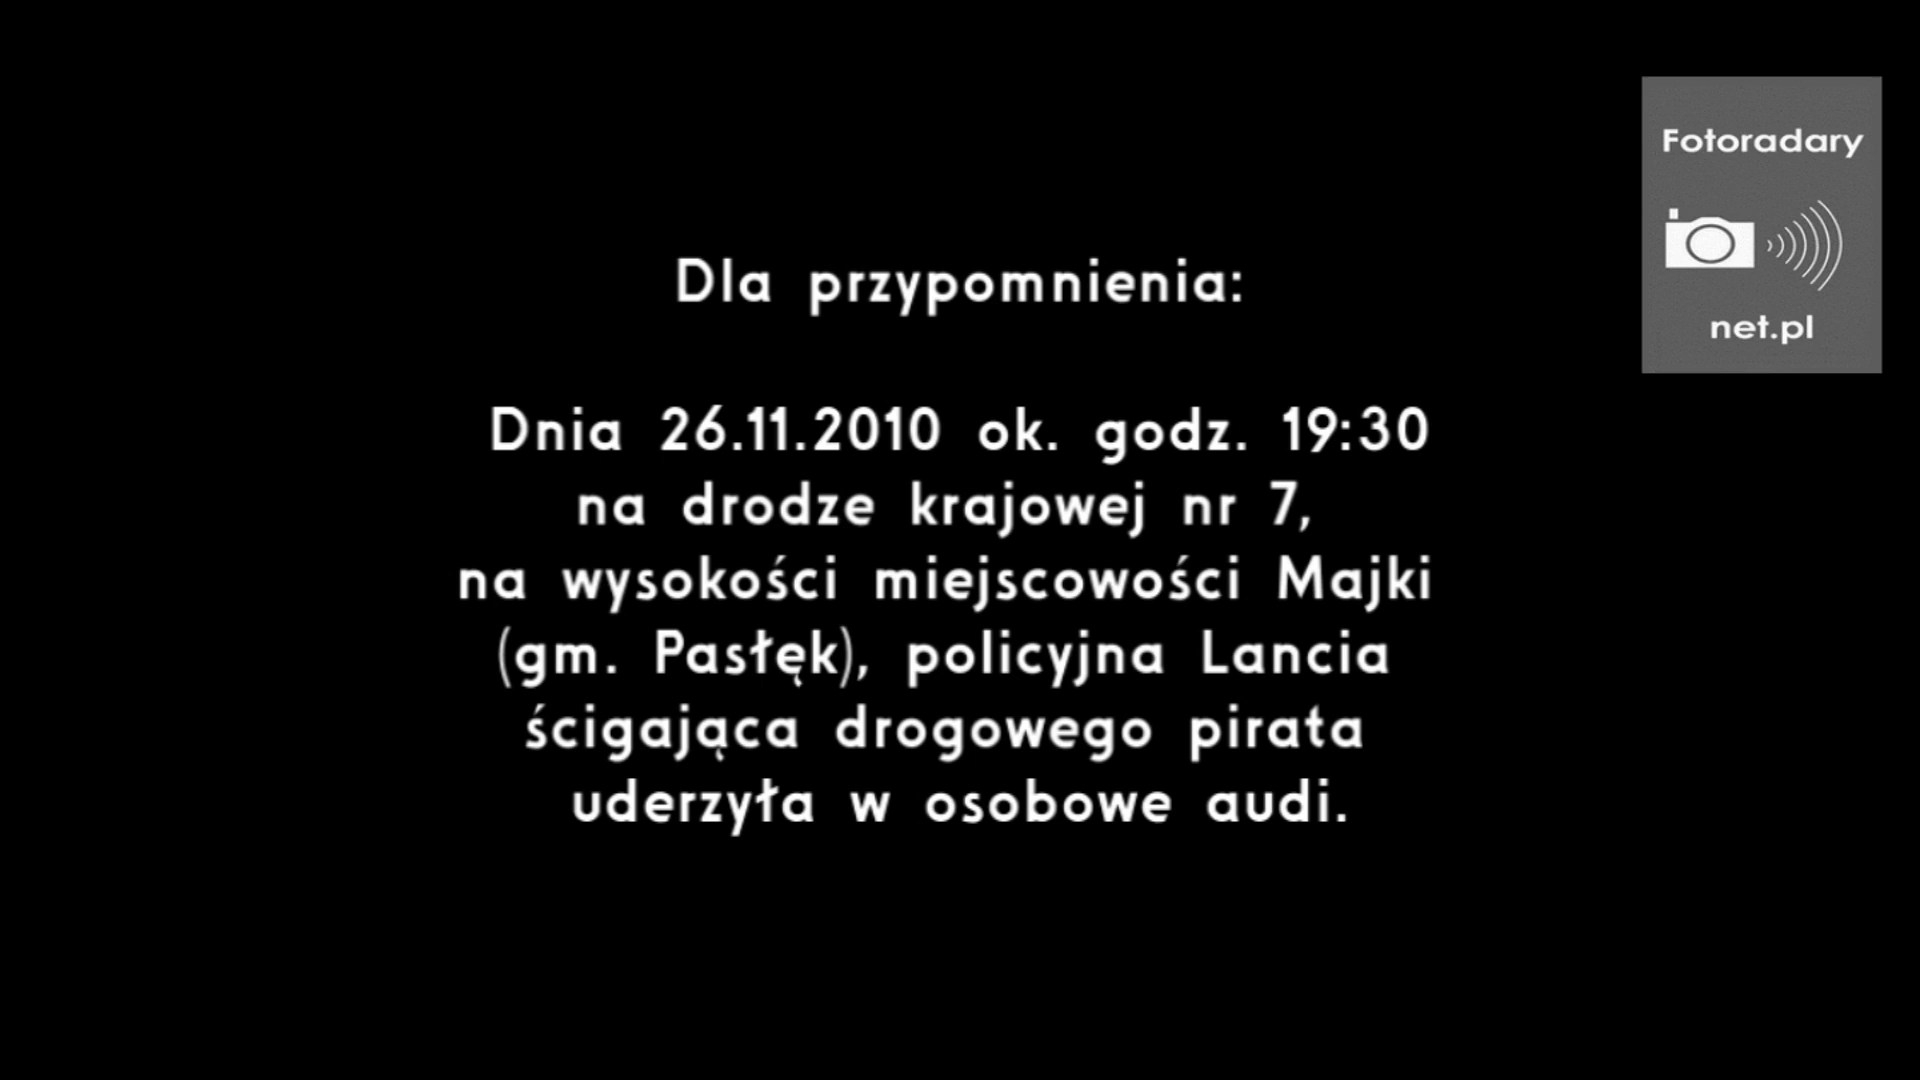 Fotoradary
net.pl
Dla przypomnienia:
Dnia 26.11.2010 ok. godz. 19:30
na drodze krajowej nr 7,
na wysokości miejscowości Majki
(gm. Pasłęk), policyjna Lancia
ścigająca drogowego pirata
uderzyła w osobowe audi.